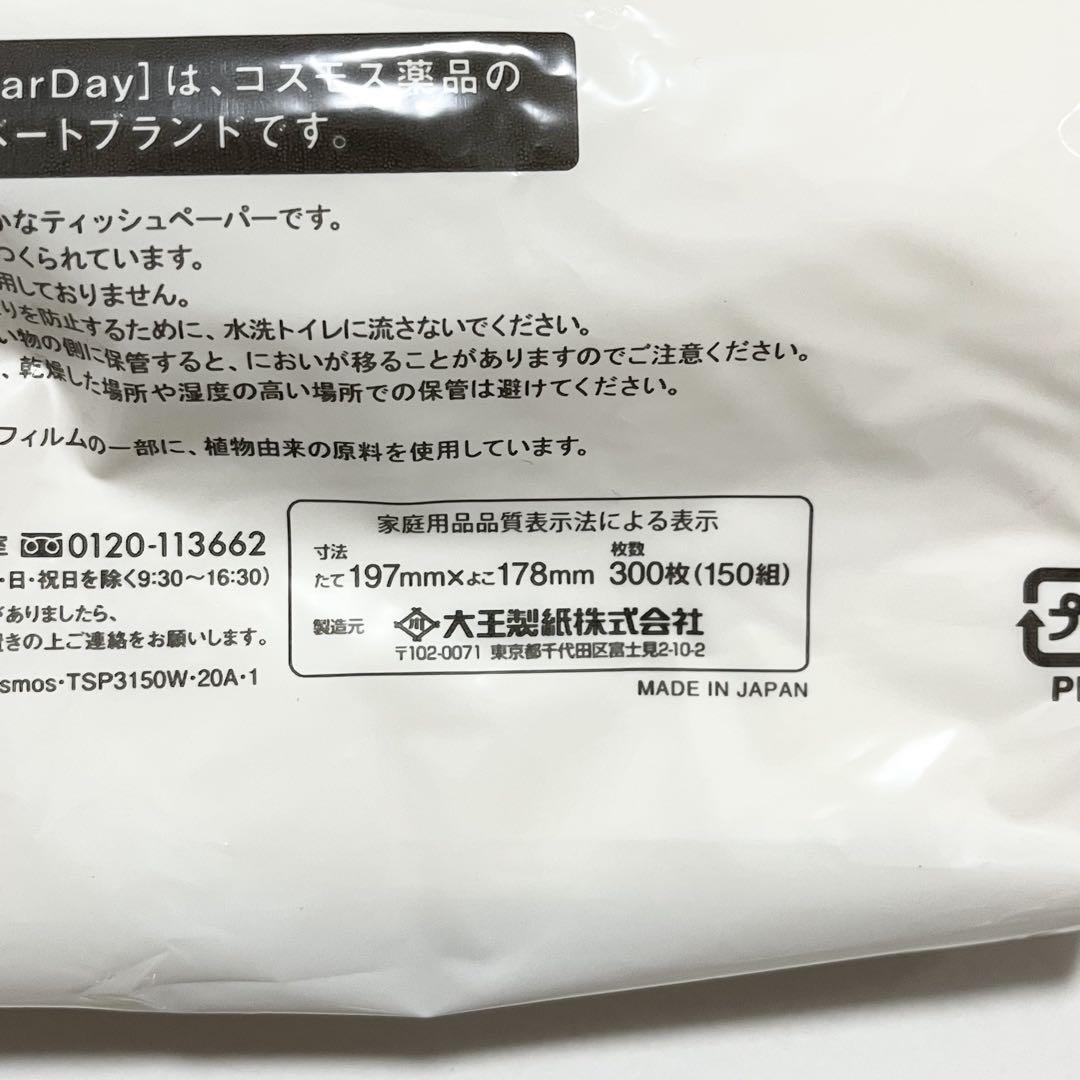 arDay]は、コスモス薬品の
ベートブランドです。
かなティッシュペーパーです。
つくられています。
用しておりません。
りを防止するために、水洗トイレに流さないでください。
い物の側に保管すると、においが移ることがありますのでご注意ください。
、乾燥した場所や湿度の高い場所での保管は避けてください。
フィルムの一部に、植物由来の原料を使用しています。
室 0120-113662
・日・祝日を除く9:30〜16:30)
がありましたら、
置きの上ご連絡をお願いします。
smos・TSP3150W・20A・1
家庭用品品質表示法による表示
寸法 枚数
たて197mm×よこ178mm 300枚(150組)
製造元 大王製紙株式会社
〒102-0071 東京都千代田区富士見2-10-2
MADE IN JAPAN
プ